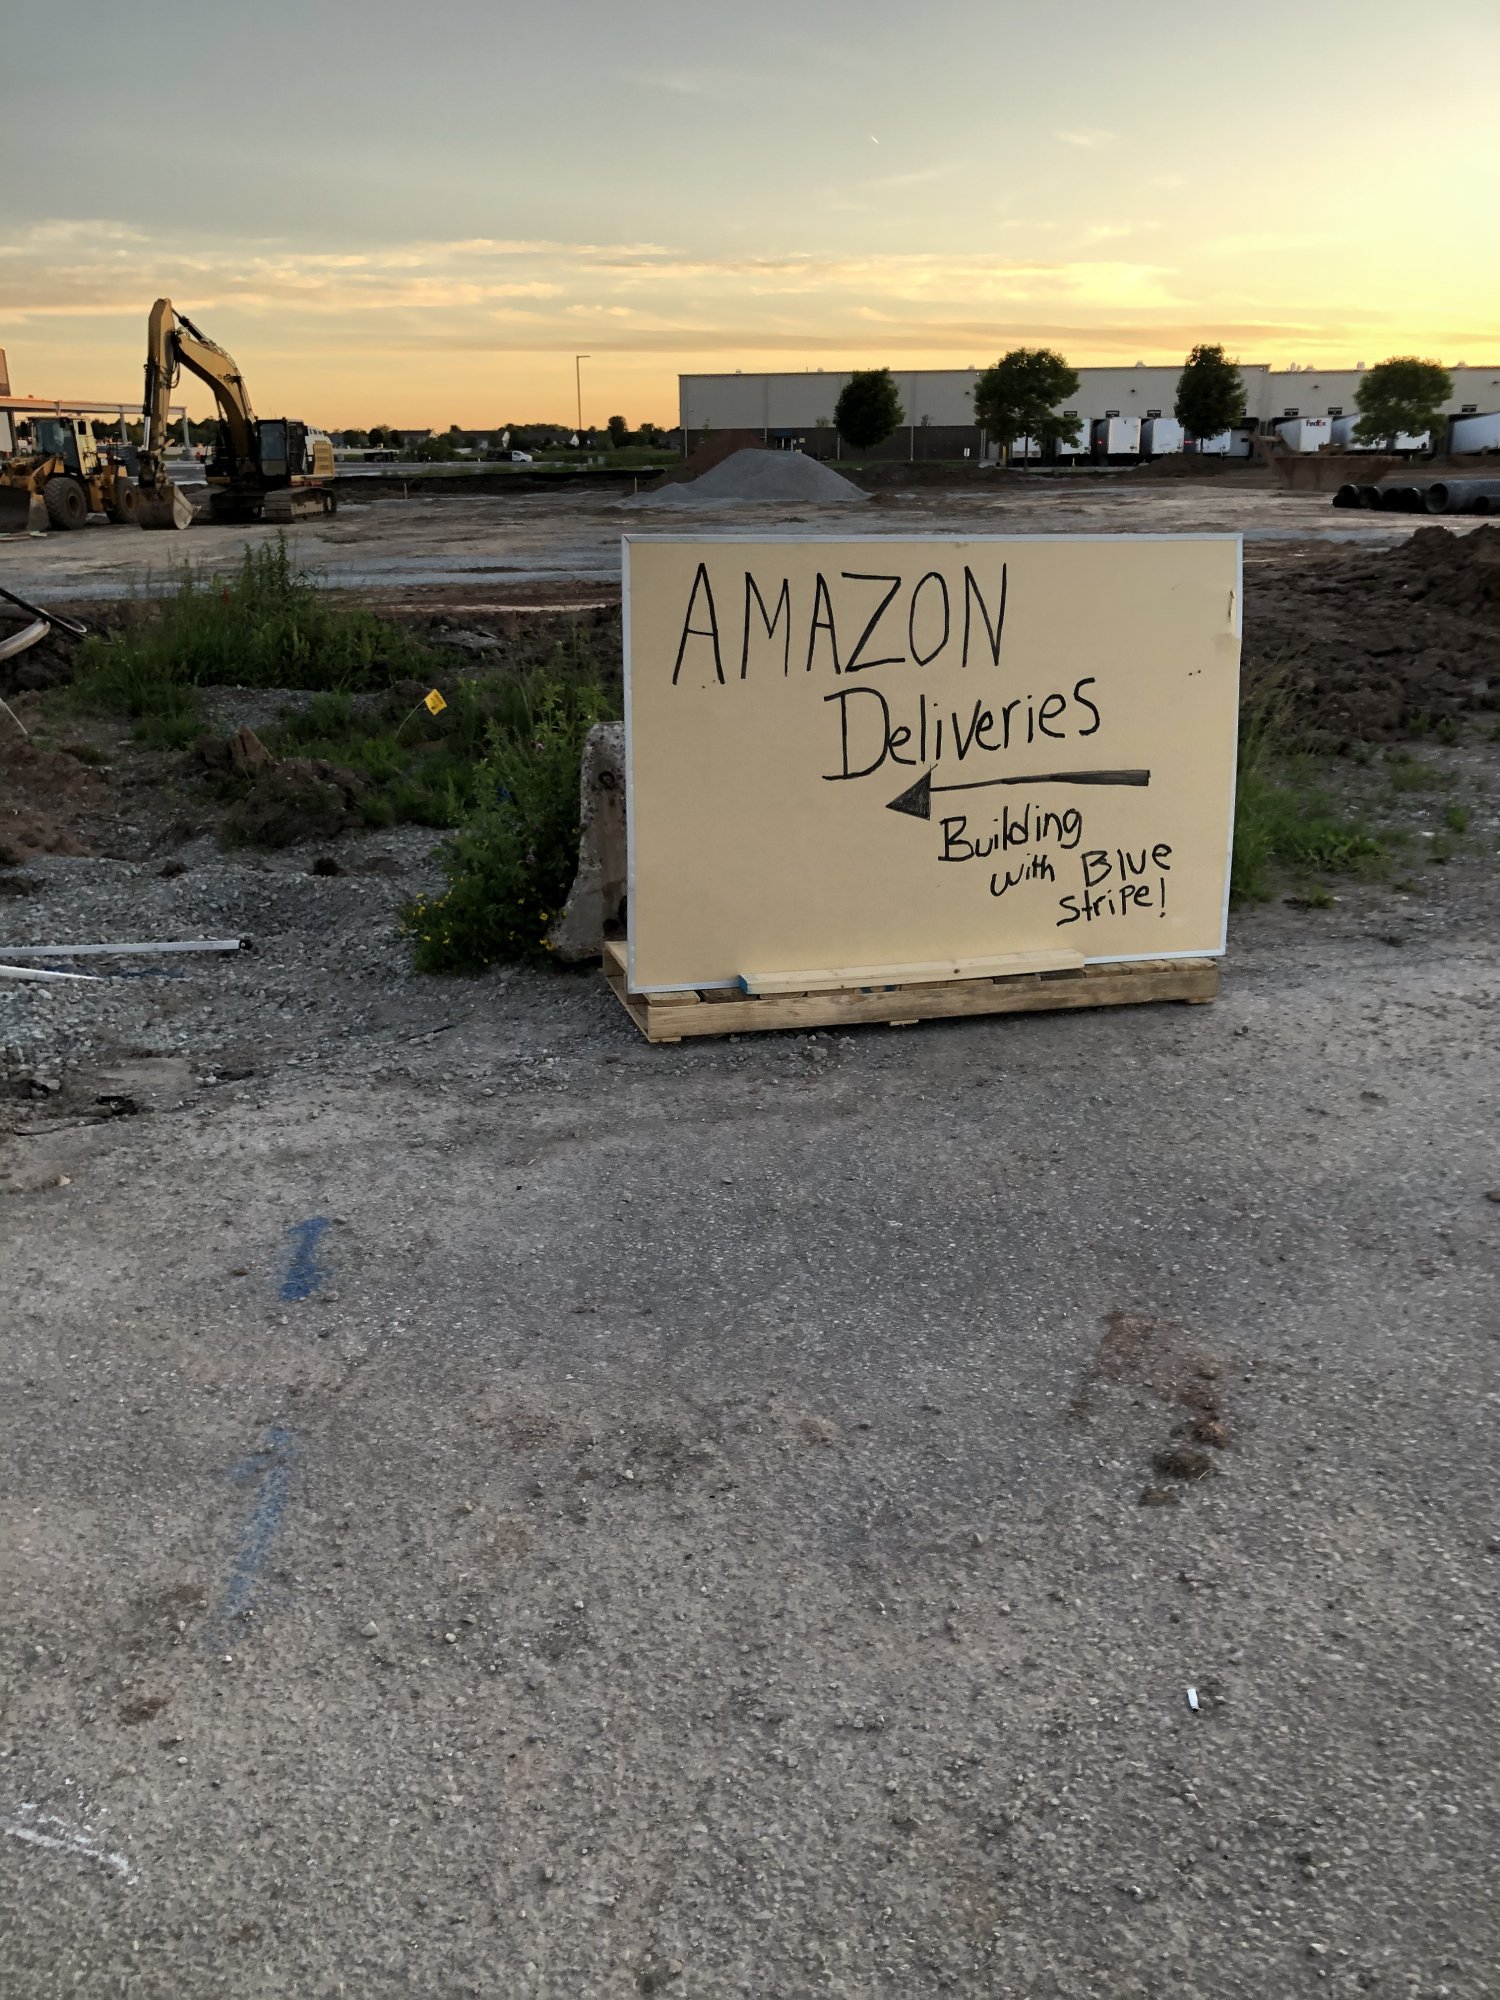 FedEx
AMAZON
Deliveries
Building
with Blue
Stripe!